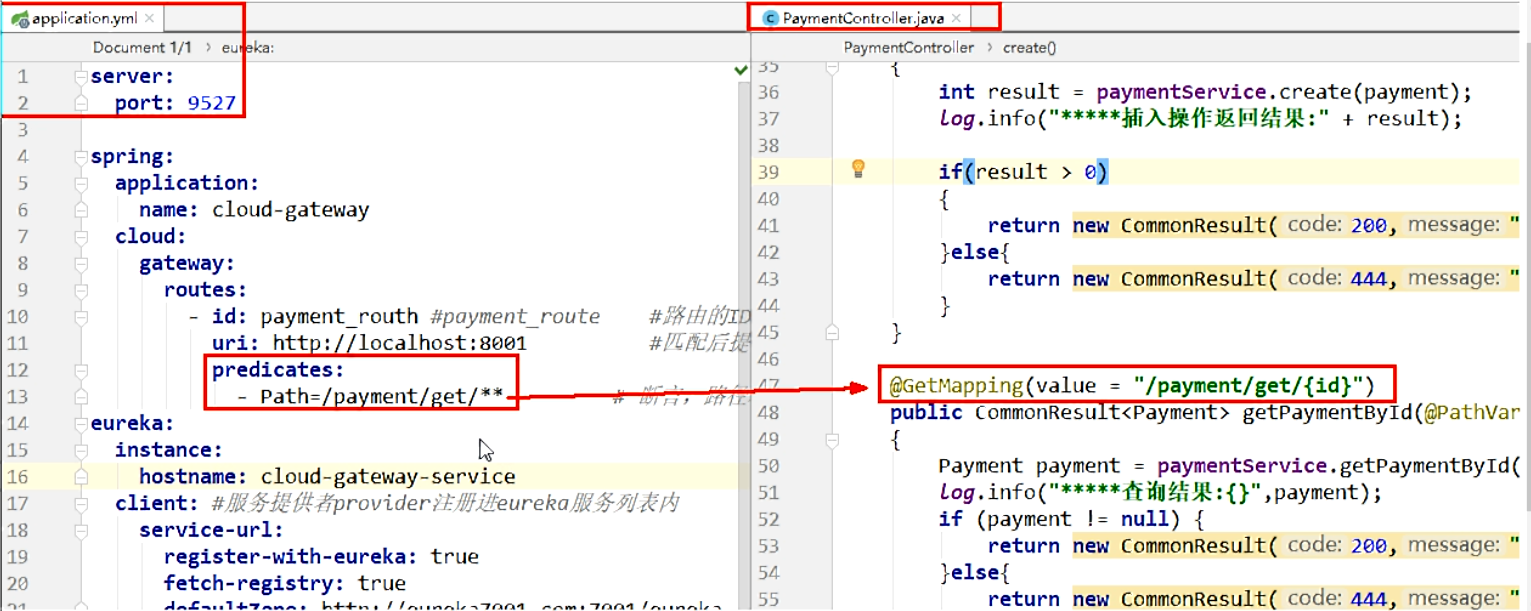 application.yml
Document 1/1 › eureka:
1 server:
2 port: 9527
3
4 spring:
5 application:
6 name: cloud-gateway
7 cloud:
8 gateway:
9 routes:
10 - id: payment_routh #payment_route #路由的ID
11 uri: http://localhost:8001 #匹配后提
12 predicates:
13 - Path=/payment/get/** # 断言，路径
14 eureka:
15 instance:
16 hostname: cloud-gateway-service
17 client: #服务提供者provider注册进eureka服务列表内
18 service-url:
19 register-with-eureka: true
20 fetch-registry: true
21 defaultZone: http://eureka7001.com:7001/eureka
PaymentController.java
PaymentController › create()
35 {
36 int result = paymentService.create(payment);
37 log.info("*****插入操作返回结果:" + result);
38
39 if(result > 0)
40 {
41 return new CommonResult( code: 200, message: "
42 }else{
43 return new CommonResult( code: 444, message: "
44 }
45 }
46
47 @GetMapping(value = "/payment/get/{id}")
48 public CommonResult<Payment> getPaymentById(@PathVar
49 {
50 Payment payment = paymentService.getPaymentById(
51 log.info("*****查询结果:{}",payment);
52 if (payment != null) {
53 return new CommonResult( code: 200, message: "
54 }else{
55 return new CommonResult( code: 444, message: "